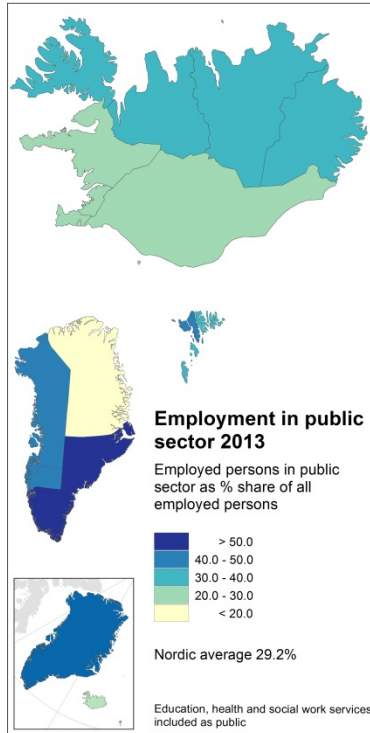 Employment in public
sector 2013
Employed persons in public
sector as % share of all
employed persons
> 50.0
40.0 - 50.0
30.0 - 40.0
20.0 - 30.0
< 20.0
Nordic average 29.2%
Education, health and social work services
included as public